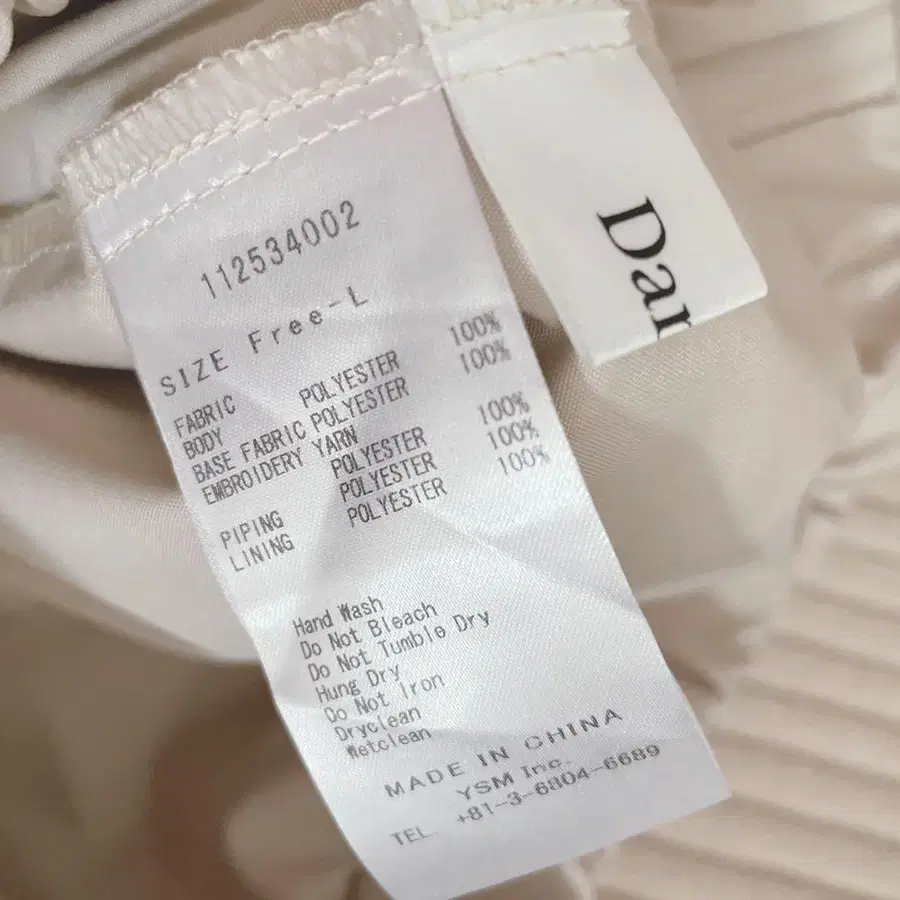 112534002
SIZE Free-L
FABRIC
BODY POLYESTER 100%
BASE FABRIC POLYESTER 100%
EMBROIDERY YARN
POLYESTER 100%
PIPING POLYESTER 100%
LINING POLYESTER 100%
Hand Wash
Do Not Bleach
Do Not Tumble Dry
Hung Dry
Do Not Iron
Dryclean
Wetclean
MADE IN CHINA
YSM Inc.
TEL. +81-3-6804-6689
Dar